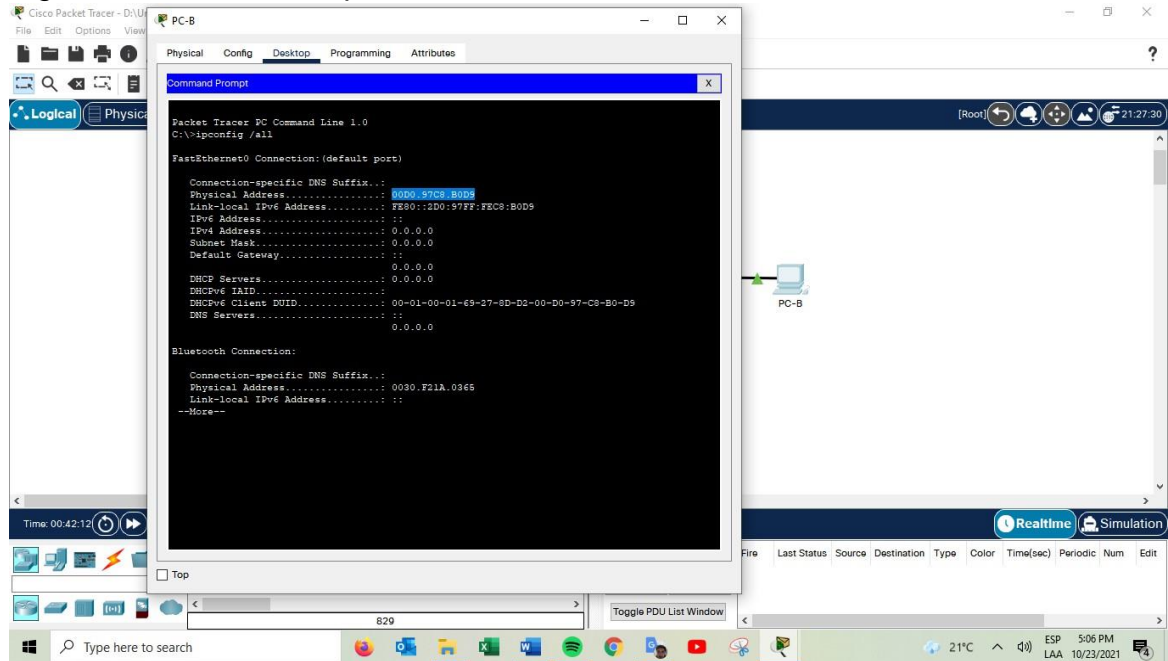 Cisco Packet Tracer - D:\U
File Edit Options View
PC-B
Physical Config Desktop Programming Attributes
Command Prompt
X
?
Logical
Physica
[Root]
21:27:30
Packet Tracer PC Command Line 1.0
C:\>ipconfig /all
FastEthernet0 Connection:(default port)
Connection-specific DNS Suffix..:
Physical Address................: 00D0.97C8.B0D9
Link-local IPv6 Address.........: FE80::2D0:97FF:FEC8:B0D9
IPv6 Address....................: ::
IPv4 Address....................: 0.0.0.0
Subnet Mask.....................: 0.0.0.0
Default Gateway.................: ::
0.0.0.0
DHCP Servers....................: 0.0.0.0
DHCPv6 IAID.....................:
DHCPv6 Client DUID..............: 00-01-00-01-69-27-8D-D2-00-D0-97-C8-B0-D9
DNS Servers.....................: ::
0.0.0.0
Bluetooth Connection:
Connection-specific DNS Suffix..:
Physical Address................: 0030.F21A.0365
Link-local IPv6 Address.........: ::
--More--
PC-B
Time: 00:42:12
Realtime
Simulation
Top
Fire Last Status Source Destination Type Color Time(sec) Periodic Num Edit
829
Toggle PDU List Window
Type here to search
21°C
ESP
LAA
5:06 PM
10/23/2021
4